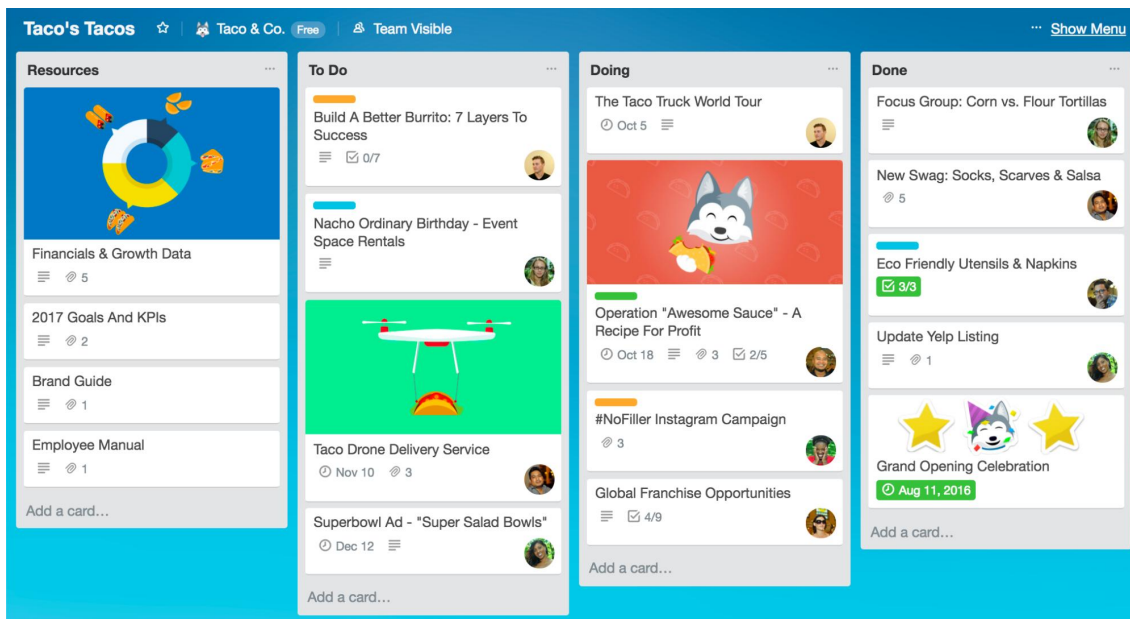 Taco's Tacos
Taco & Co. Free
Team Visible
··· Show Menu
Resources ···
Financials & Growth Data
5
2017 Goals And KPIs
2
Brand Guide
1
Employee Manual
1
Add a card…
To Do ···
Build A Better Burrito: 7 Layers To
Success
0/7
Nacho Ordinary Birthday - Event
Space Rentals
Taco Drone Delivery Service
Nov 10 3
Superbowl Ad - "Super Salad Bowls"
Dec 12
Add a card…
Doing ···
The Taco Truck World Tour
Oct 5
Operation "Awesome Sauce" - A
Recipe For Profit
Oct 18 3 2/5
#NoFiller Instagram Campaign
3
Global Franchise Opportunities
4/9
Add a card…
Done ···
Focus Group: Corn vs. Flour Tortillas
New Swag: Socks, Scarves & Salsa
5
Eco Friendly Utensils & Napkins
3/3
Update Yelp Listing
1
Grand Opening Celebration
Aug 11, 2016
Add a card…